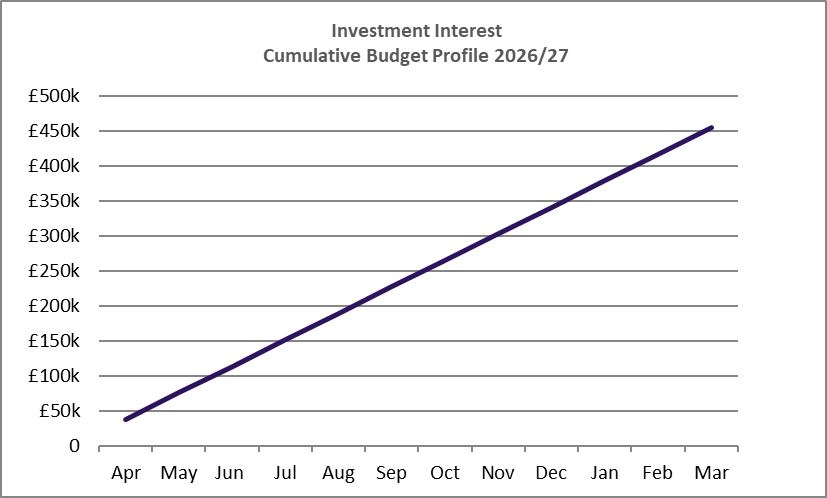 Investment Interest
Cumulative Budget Profile 2026/27
£500k
£450k
£400k
£350k
£300k
£250k
£200k
£150k
£100k
£50k
0
Apr May Jun Jul Aug Sep Oct Nov Dec Jan Feb Mar